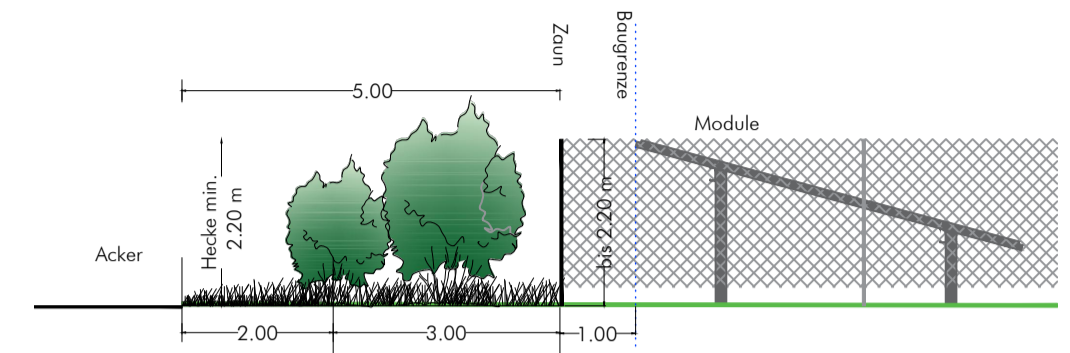 Zaun
Baugrenze
5.00
Module
Hecke min.
2.20 m
bis 2.20 m
Acker
2.00
3.00
1.00